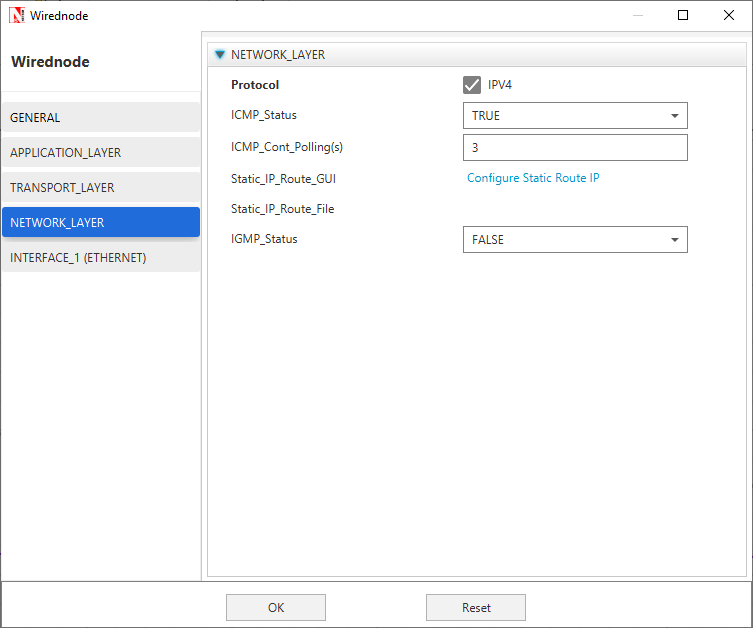 Wirednode
Wirednode
GENERAL
APPLICATION_LAYER
TRANSPORT_LAYER
NETWORK_LAYER
INTERFACE_1 (ETHERNET)
NETWORK_LAYER
Protocol IPV4
ICMP_Status TRUE
ICMP_Cont_Polling(s) 3
Static_IP_Route_GUI Configure Static Route IP
Static_IP_Route_File
IGMP_Status FALSE
OK Reset